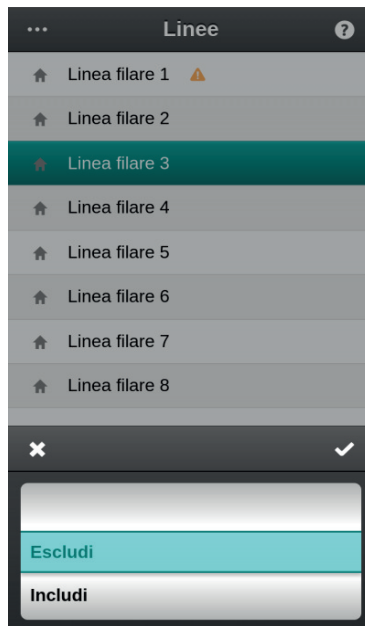 Linee
Linea filare 1
Linea filare 2
Linea filare 3
Linea filare 4
Linea filare 5
Linea filare 6
Linea filare 7
Linea filare 8
Escludi
Includi